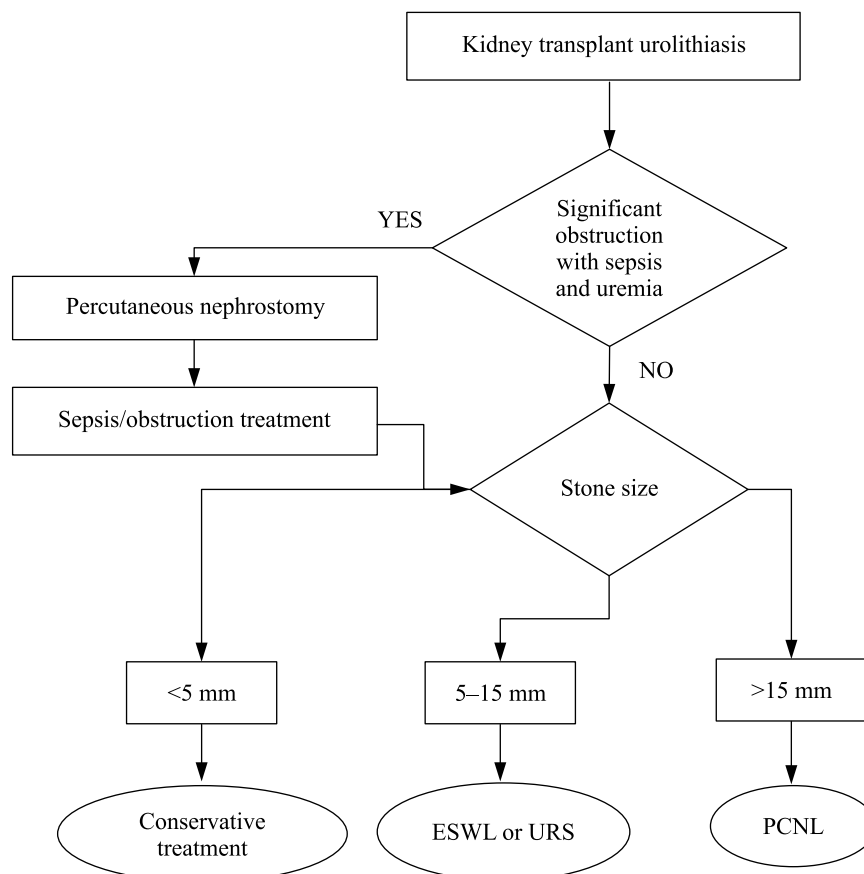 Kidney transplant urolithiasis
Significant
obstruction
with sepsis
and uremia
YES
Percutaneous nephrostomy
NO
Sepsis/obstruction treatment
Stone size
<5 mm
5–15 mm
>15 mm
Conservative
treatment
ESWL or URS
PCNL